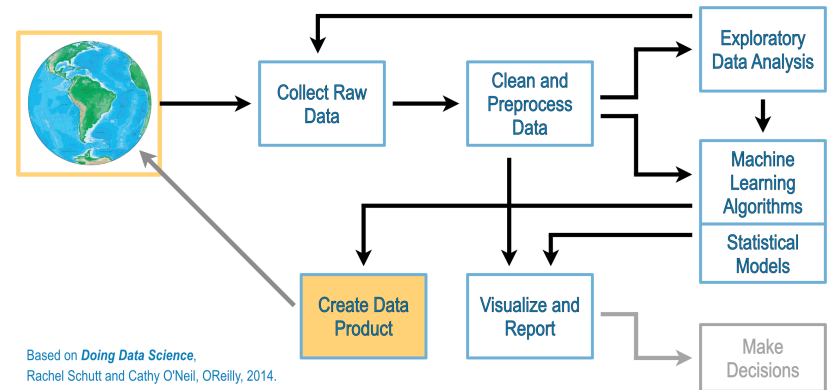 Exploratory
Data Analysis
Collect Raw
Data
Clean and
Preprocess
Data
Machine
Learning
Algorithms
Statistical
Models
Create Data
Product
Visualize and
Report
Make
Decisions
Based on Doing Data Science,
Rachel Schutt and Cathy O'Neil, OReilly, 2014.